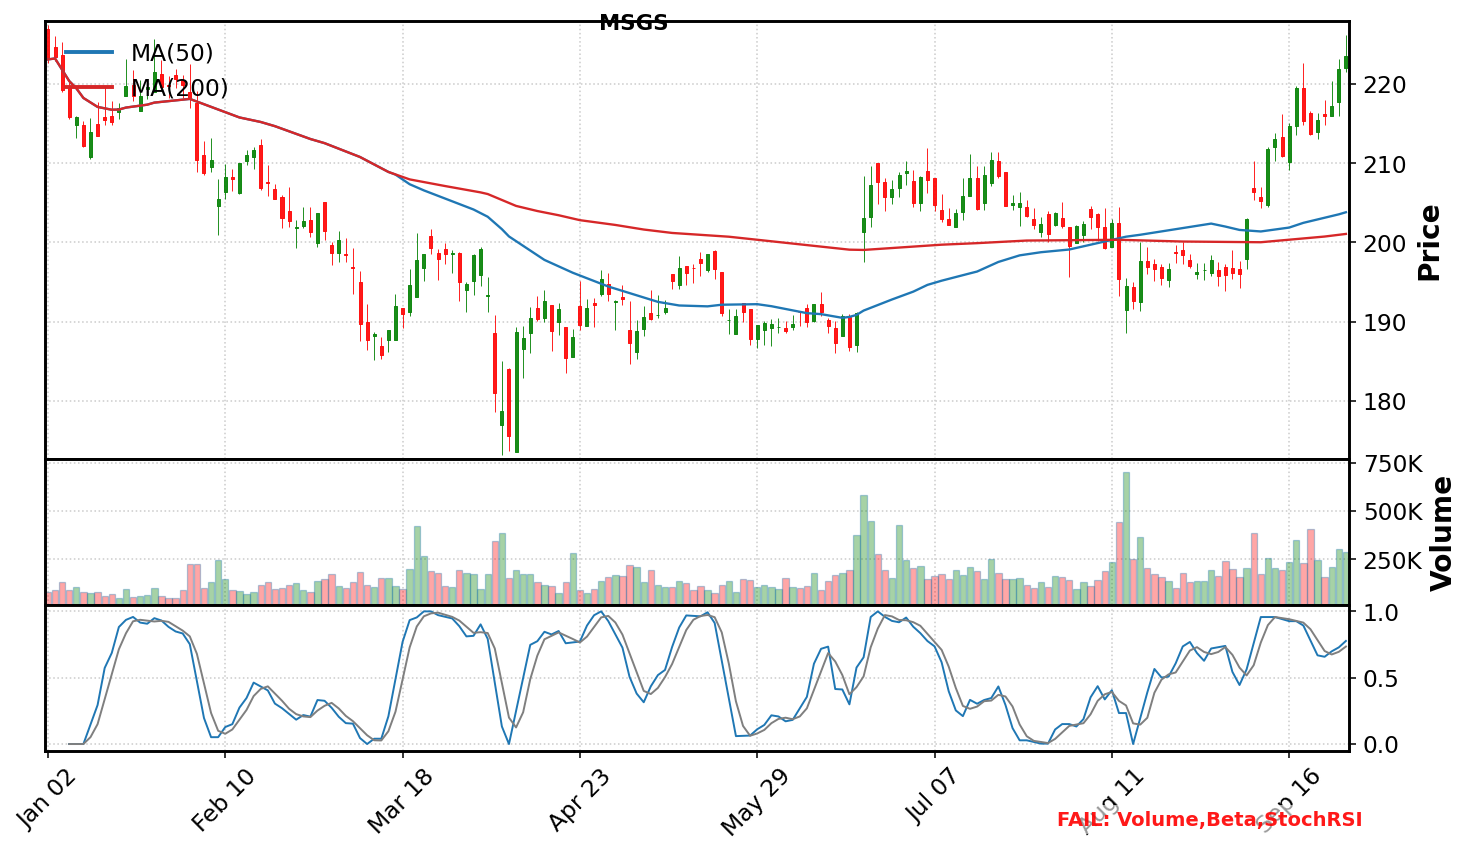 MSGS
MA(50)
MA(200)
220
210
200
190
180
Price
750K
500K
250K
Volume
1.0
0.5
0.0
Jan 02
Feb 10
Mar 18
Apr 23
May 29
Jul 07
Aug 11
Sep 16
FAIL: Volume,Beta,StochRSI